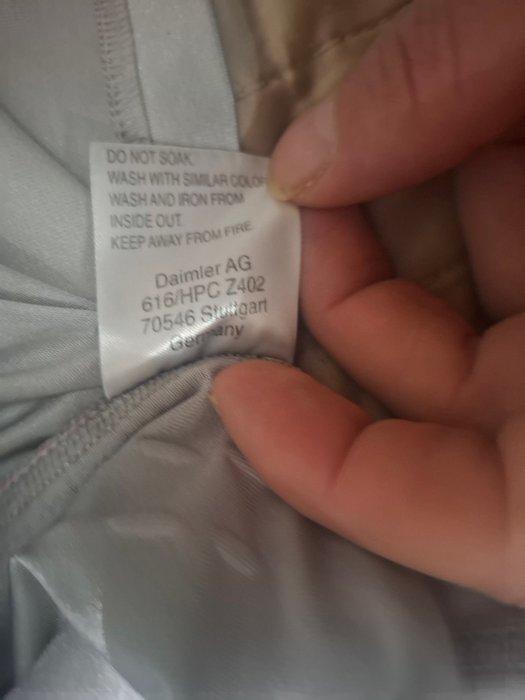 DO NOT SOAK.
WASH WITH SIMILAR COLOR
WASH AND IRON FROM
INSIDE OUT.
KEEP AWAY FROM FIRE.
Daimler AG
616/HPC Z402
70546 Stuttgart
Germany